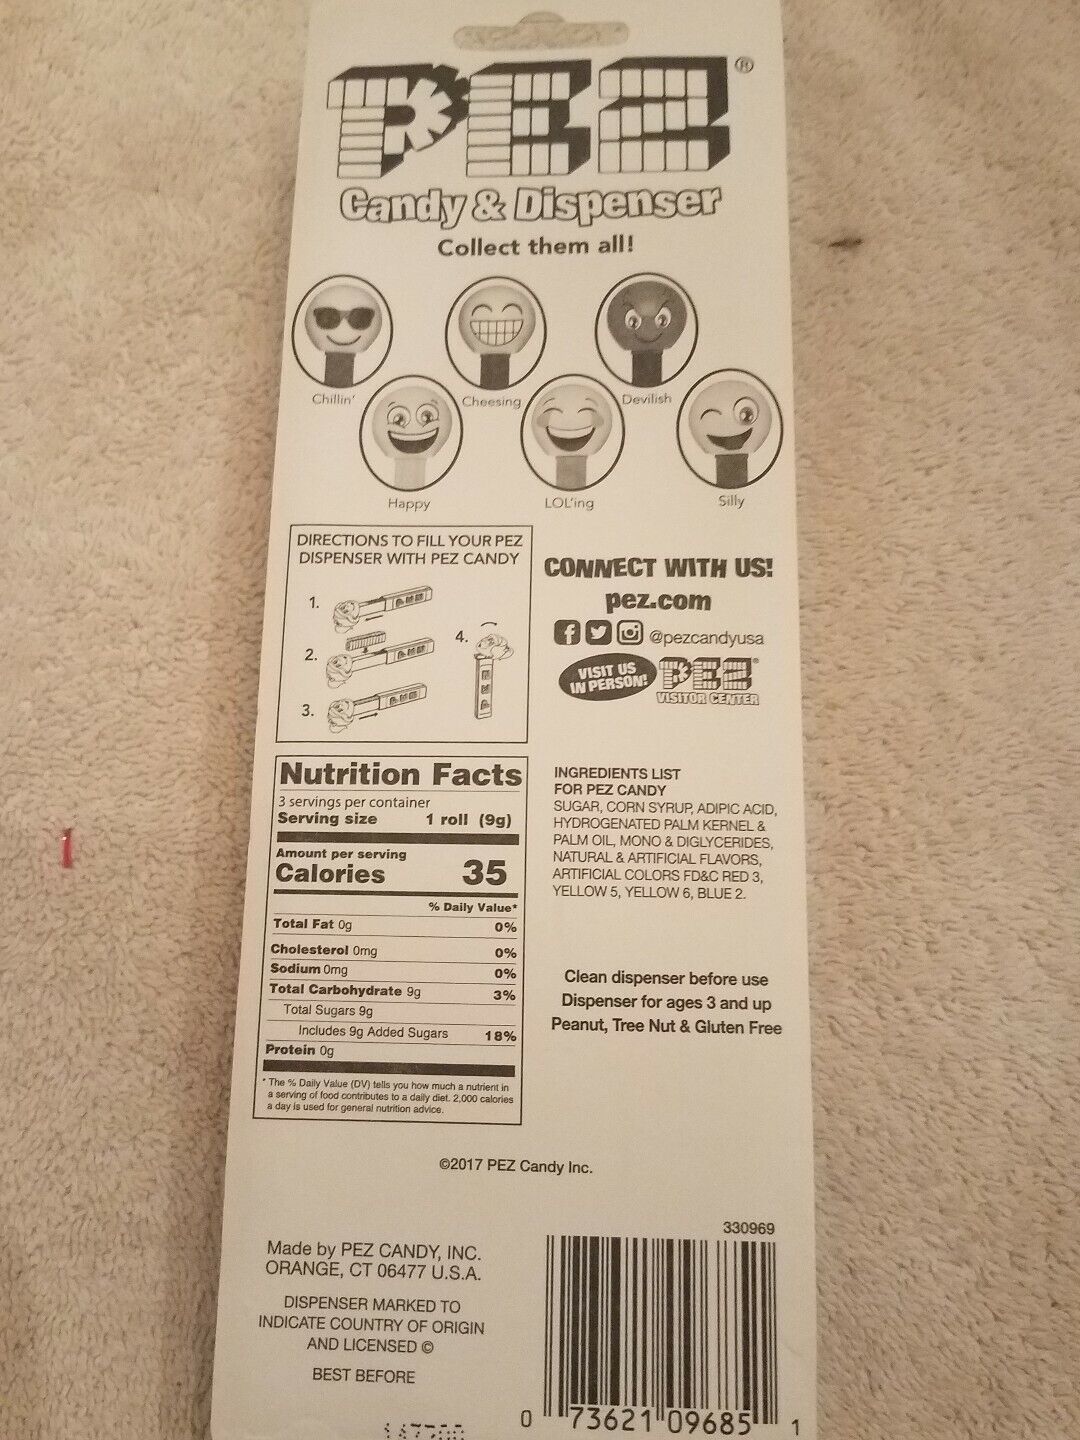 PEZ®
Candy & Dispenser
Collect them all!
Chillin'
Cheesing
Devilish
Happy
LOL'ing
Silly
DIRECTIONS TO FILL YOUR PEZ
DISPENSER WITH PEZ CANDY
1.
2.
3.
4.
CONNECT WITH US!
pez.com
@pezcandyusa
VISIT US
IN PERSON!
PEZ®
VISITOR CENTER
Nutrition Facts
3 servings per container
Serving size 1 roll (9g)
Amount per serving
Calories 35
% Daily Value*
Total Fat 0g 0%
Cholesterol 0mg 0%
Sodium 0mg 0%
Total Carbohydrate 9g 3%
Total Sugars 9g
Includes 9g Added Sugars 18%
Protein 0g
* The % Daily Value (DV) tells you how much a nutrient in
a serving of food contributes to a daily diet. 2,000 calories
a day is used for general nutrition advice.
INGREDIENTS LIST
FOR PEZ CANDY
SUGAR, CORN SYRUP, ADIPIC ACID,
HYDROGENATED PALM KERNEL &
PALM OIL, MONO & DIGLYCERIDES,
NATURAL & ARTIFICIAL FLAVORS,
ARTIFICIAL COLORS FD&C RED 3,
YELLOW 5, YELLOW 6, BLUE 2.
Clean dispenser before use
Dispenser for ages 3 and up
Peanut, Tree Nut & Gluten Free
©2017 PEZ Candy Inc.
Made by PEZ CANDY, INC.
ORANGE, CT 06477 U.S.A.
DISPENSER MARKED TO
INDICATE COUNTRY OF ORIGIN
AND LICENSED ©
BEST BEFORE
330969
0 73621 09685 1